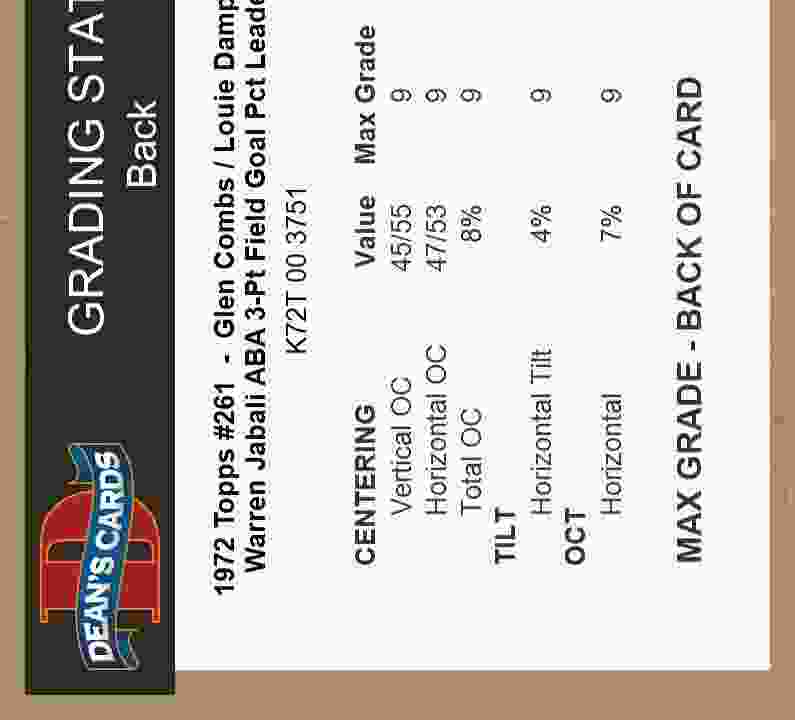 DEAN'S CARDS
GRADING STAT
Back
1972 Topps #261 - Glen Combs / Louie Damp
Warren Jabali ABA 3-Pt Field Goal Pct Leade
K72T 00 3751
CENTERING Value Max Grade
Vertical OC 45/55 9
Horizontal OC 47/53 9
Total OC 8% 9
TILT
Horizontal Tilt 4% 9
OCT
Horizontal 7% 9
MAX GRADE - BACK OF CARD